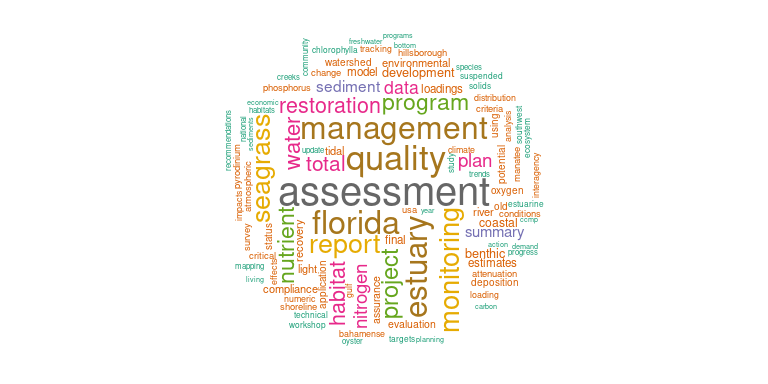 programs
freshwater
bottom
community
chlorophylla
tracking
hillsborough
watershed
environmental
species
creeks
change
model
development
suspended
phosphorus
sediment
data
loadings
solids
economic
habitats
restoration
program
distribution
criteria
recommendations
national
sediments
seagrass
water
management
using
analysis
southwest
ecosystem
update
tidal
total
quality
climate
study
plan
potential
manatee
interagency
pyrodinium
atmospheric
trends
assessment
oxygen
impacts
nutrient
florida
usa
year
estuary
monitoring
river
old
estuarine
conditions
ccmp
coastal
survey
status
recovery
report
final
summary
action
demand
progress
critical
mapping
effects
light
habitat
nitrogen
project
benthic
estimates
living
application
gulf
assurance
attenuation
deposition
compliance
numeric
shoreline
loading
carbon
technical
workshop
evaluation
bahamense
oyster
targets
planning